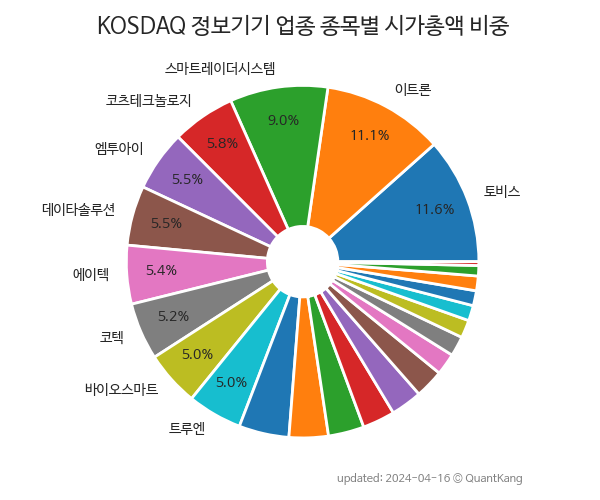 KOSDAQ 정보기기 업종 종목별 시가총액 비중
토비스
11.6%
이트론
11.1%
스마트레이더시스템
9.0%
코츠테크놀로지
5.8%
엠투아이
5.5%
데이타솔루션
5.5%
에이텍
5.4%
코텍
5.2%
바이오스마트
5.0%
트루엔
5.0%
updated: 2024-04-16 © QuantKang